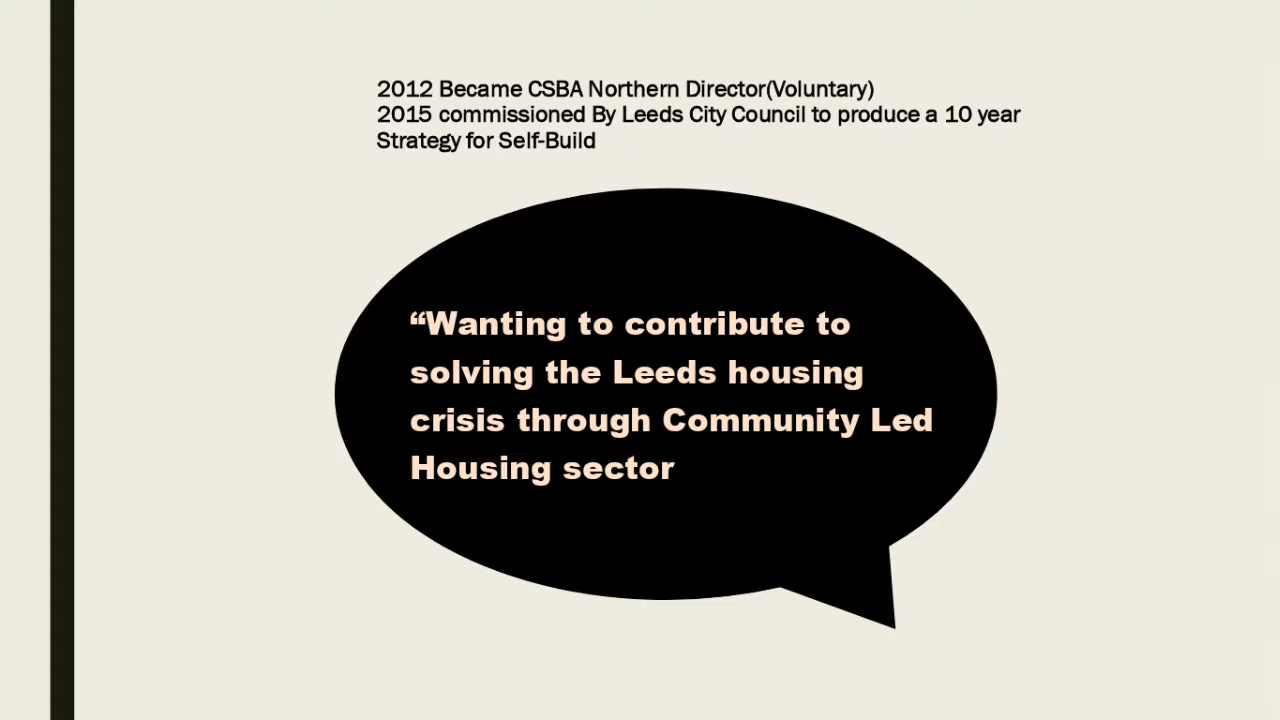 2012 Became CSBA Northern Director(Voluntary)
2015 commissioned By Leeds City Council to produce a 10 year
Strategy for Self-Build
“Wanting to contribute to
solving the Leeds housing
crisis through Community Led
Housing sector